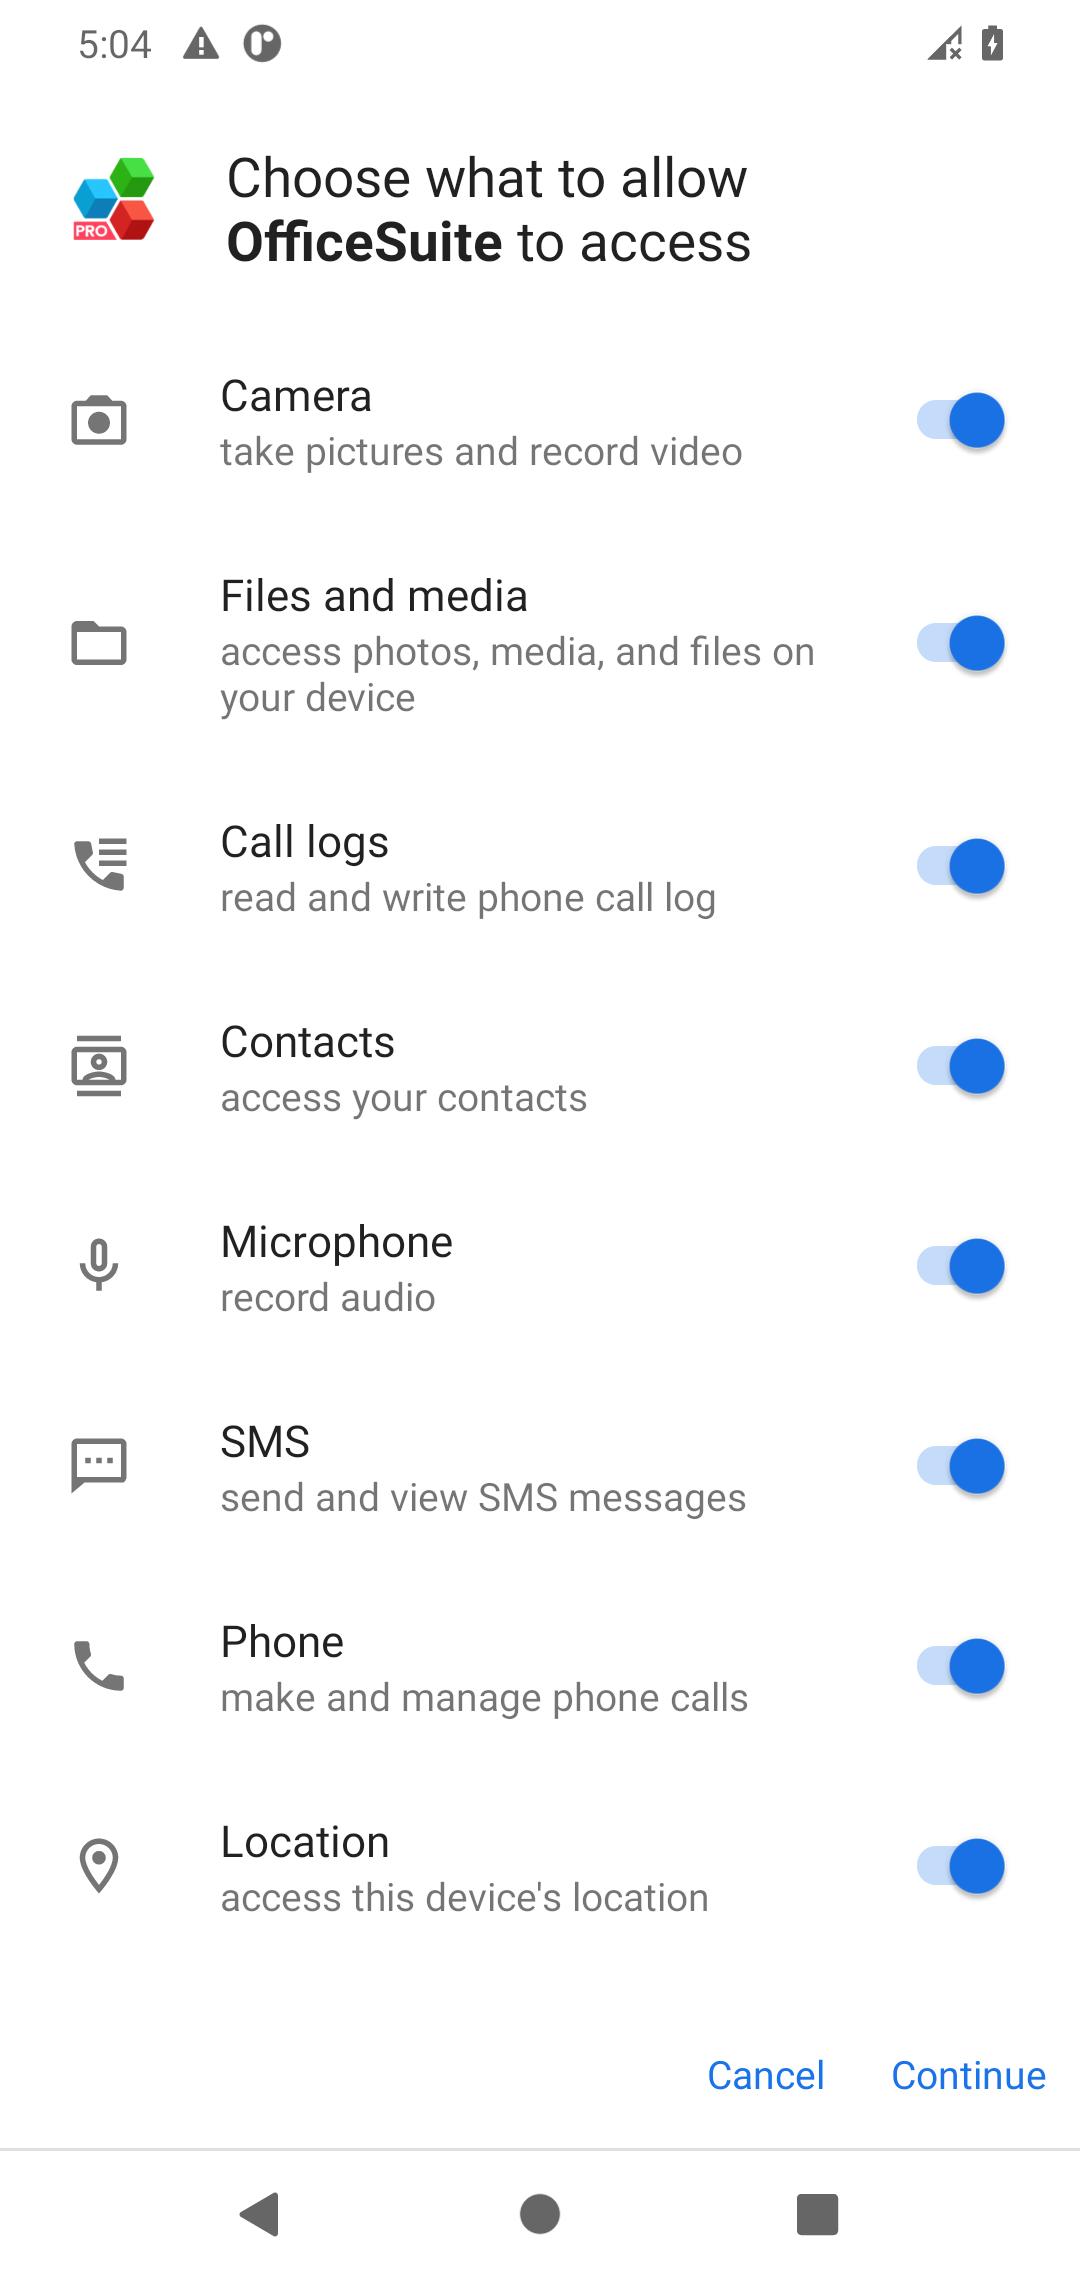 5:04
Choose what to allow
OfficeSuite to access
PRO
Camera
take pictures and record video
Files and media
access photos, media, and files on
your device
Call logs
read and write phone call log
Contacts
access your contacts
Microphone
record audio
SMS
send and view SMS messages
Phone
make and manage phone calls
Location
access this device's location
Cancel Continue